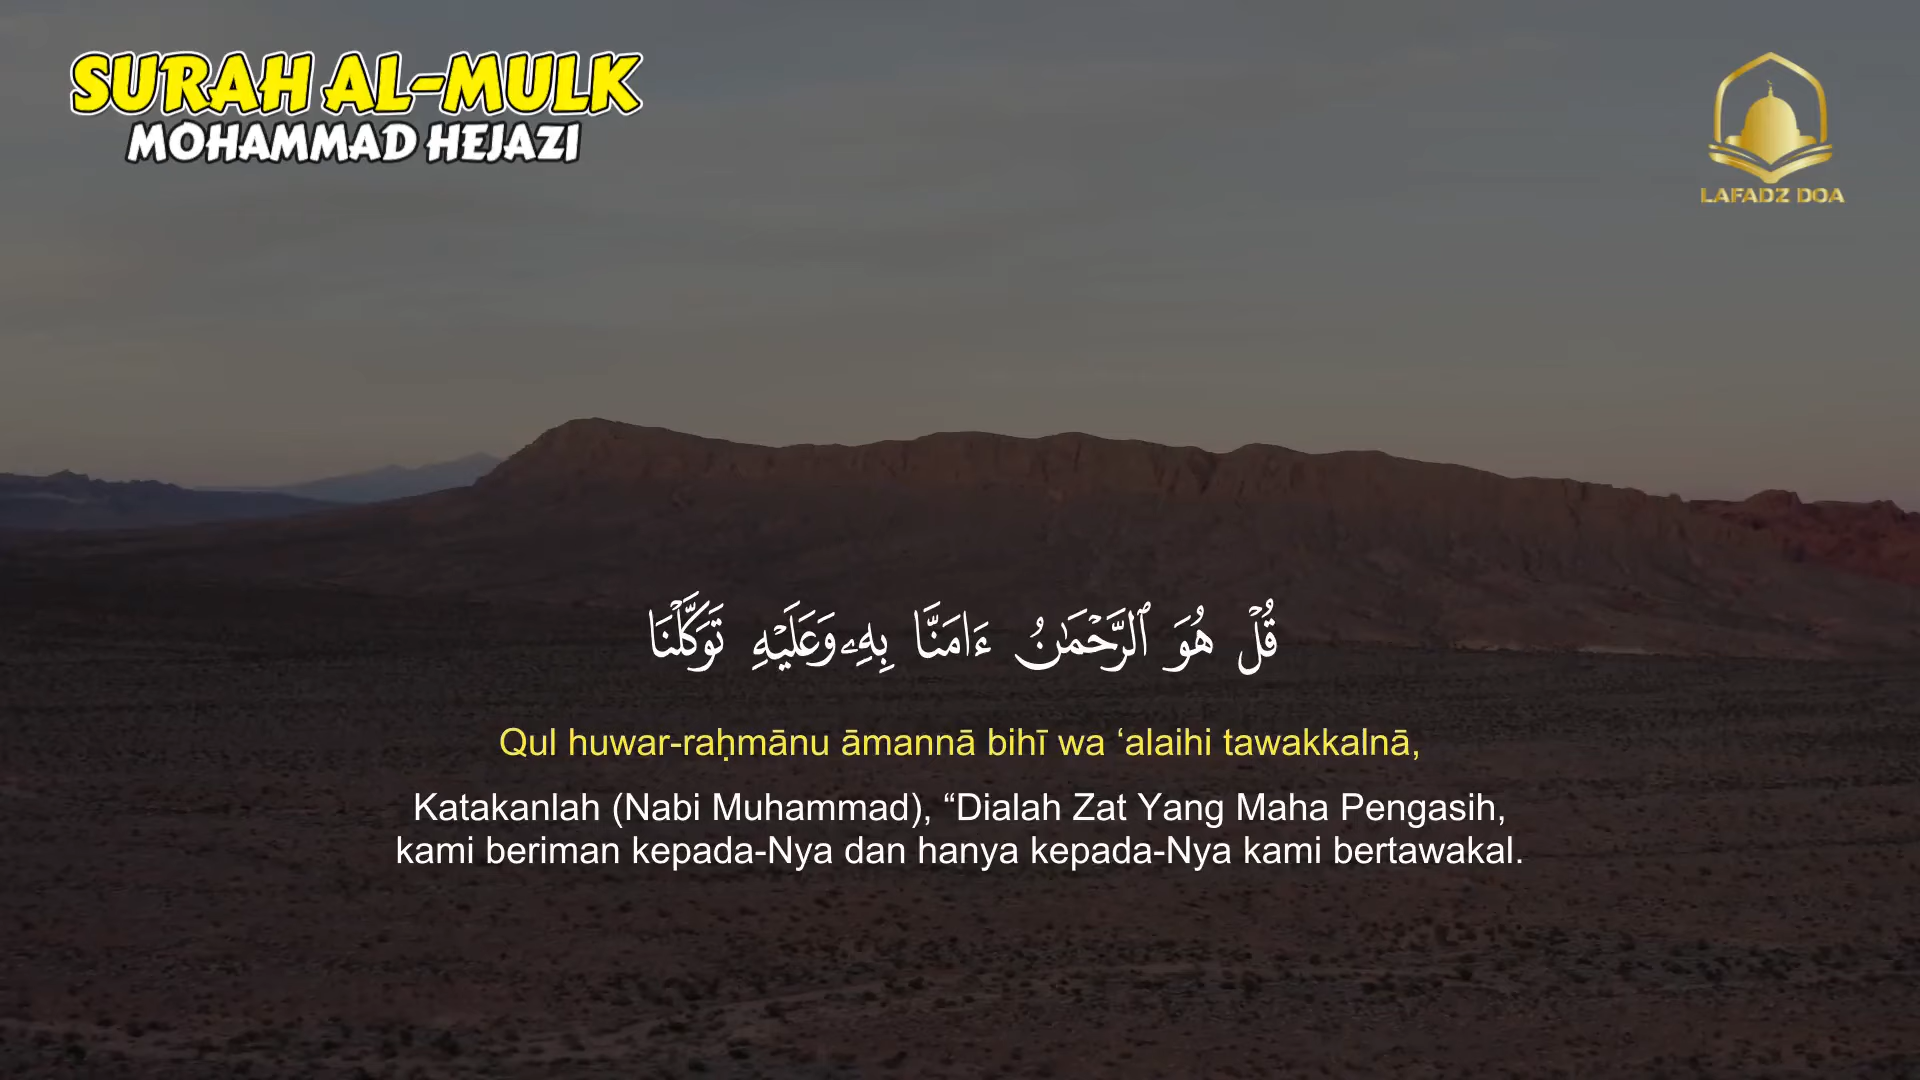 SURAH AL-MULK
MOHAMMAD HEJAZI
LAFADZ DOA
قُلْ هُوَ ٱلرَّحْمَٰنُ ءَامَنَّا بِهِۦ وَعَلَيْهِ تَوَكَّلْنَا
Qul huwar-raḥmānu āmannā bihī wa ‘alaihi tawakkalnā,
Katakanlah (Nabi Muhammad), “Dialah Zat Yang Maha Pengasih,
kami beriman kepada-Nya dan hanya kepada-Nya kami bertawakal.